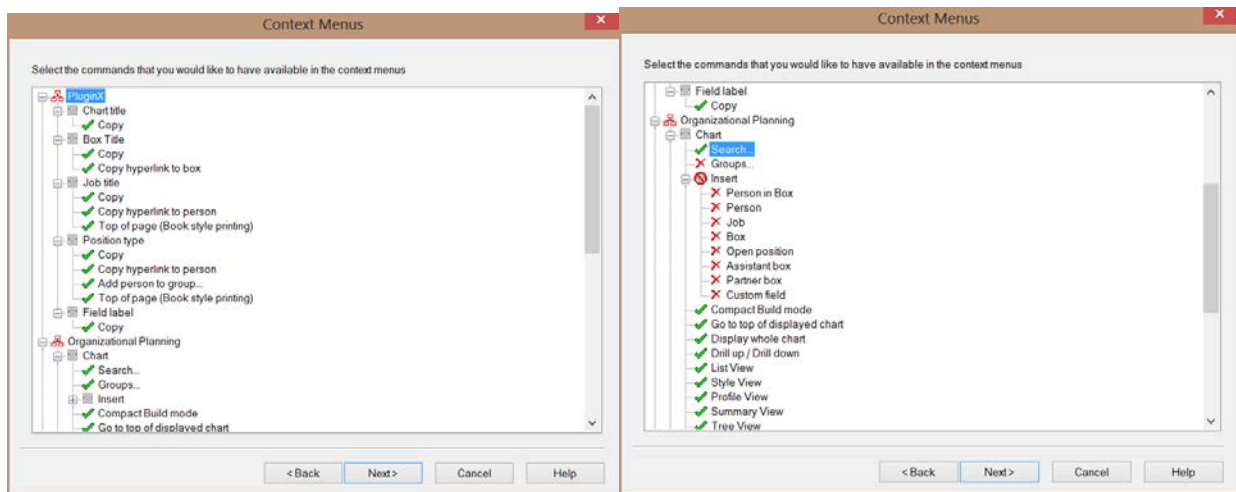 Context Menus
Select the commands that you would like to have available in the context menus
PluginX
Chart title
Copy
Box Title
Copy
Copy hyperlink to box
Job title
Copy
Copy hyperlink to person
Top of page (Book style printing)
Position type
Copy
Copy hyperlink to person
Add person to group...
Top of page (Book style printing)
Field label
Copy
Organizational Planning
Chart
Search...
Groups...
Insert
Compact Build mode
Go to top of displayed chart
< Back Next > Cancel Help
Context Menus
Select the commands that you would like to have available in the context menus
Field label
Copy
Organizational Planning
Chart
Search...
Groups...
Insert
Person in Box
Person
Job
Box
Open position
Assistant box
Partner box
Custom field
Compact Build mode
Go to top of displayed chart
Display whole chart
Drill up / Drill down
List View
Style View
Profile View
Summary View
Tree View
< Back Next > Cancel Help